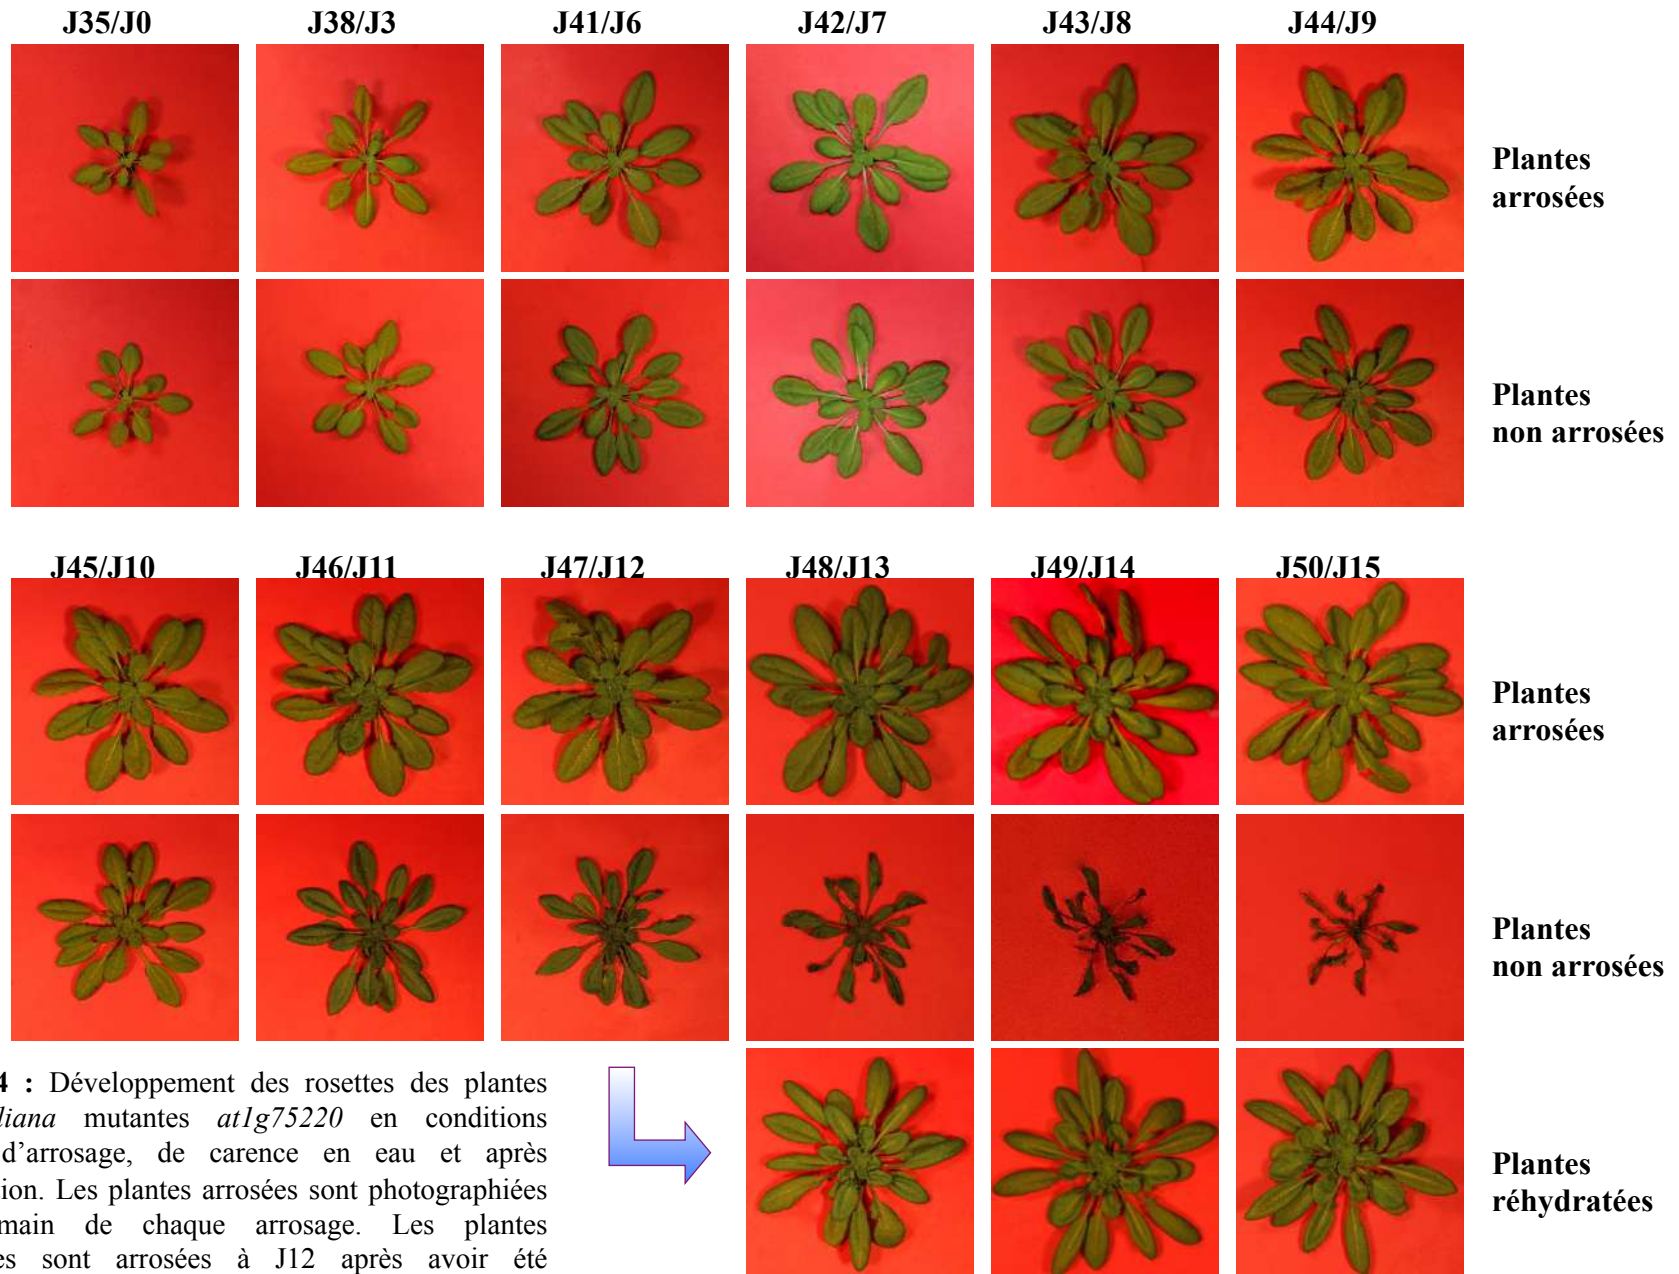 J35/J0 J38/J3 J41/J6 J42/J7 J43/J8 J44/J9
Plantes
arrosées
Plantes
non arrosées
J45/J10 J46/J11 J47/J12 J48/J13 J49/J14 J50/J15
Plantes
arrosées
Plantes
non arrosées
4 : Développement des rosettes des plantes
liana mutantes at1g75220 en conditions
d'arrosage, de carence en eau et après
tion. Les plantes arrosées sont photographiées
main de chaque arrosage. Les plantes
es sont arrosées à J12 après avoir été
Plantes
réhydratées